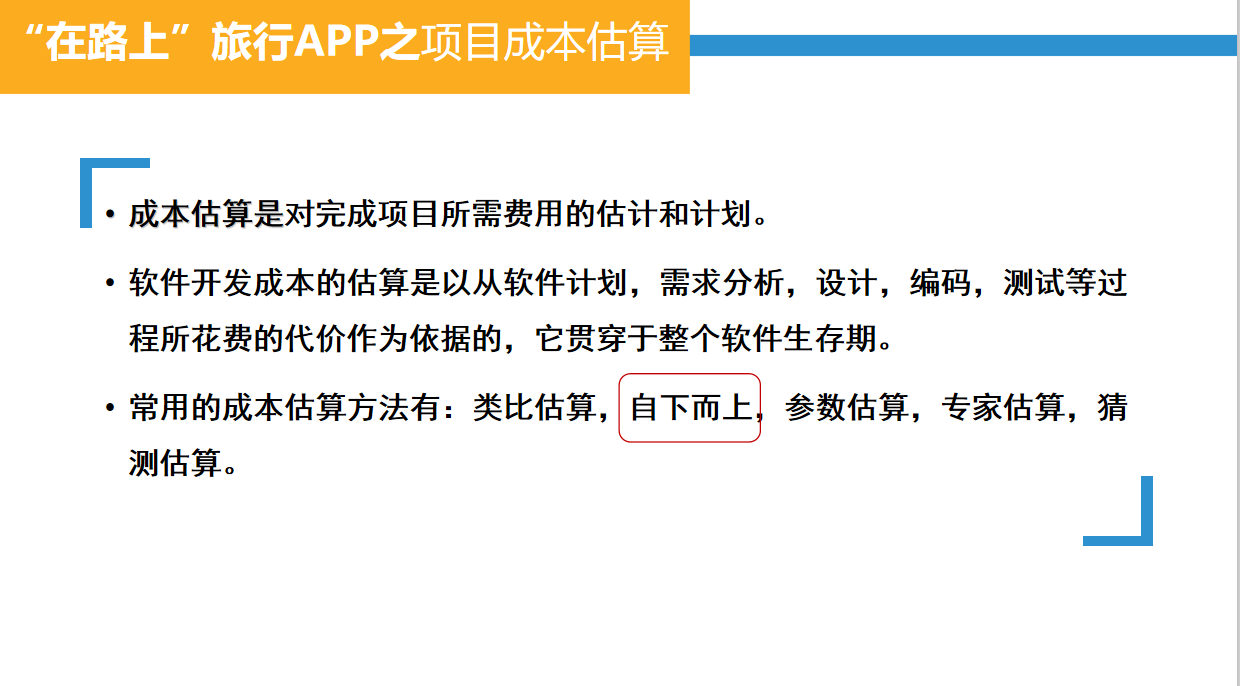 “在路上”旅行APP之项目成本估算
• 成本估算是对完成项目所需费用的估计和计划。
• 软件开发成本的估算是以从软件计划，需求分析，设计，编码，测试等过
程所花费的代价作为依据的，它贯穿于整个软件生存期。
• 常用的成本估算方法有：类比估算，自下而上，参数估算，专家估算，猜
测估算。